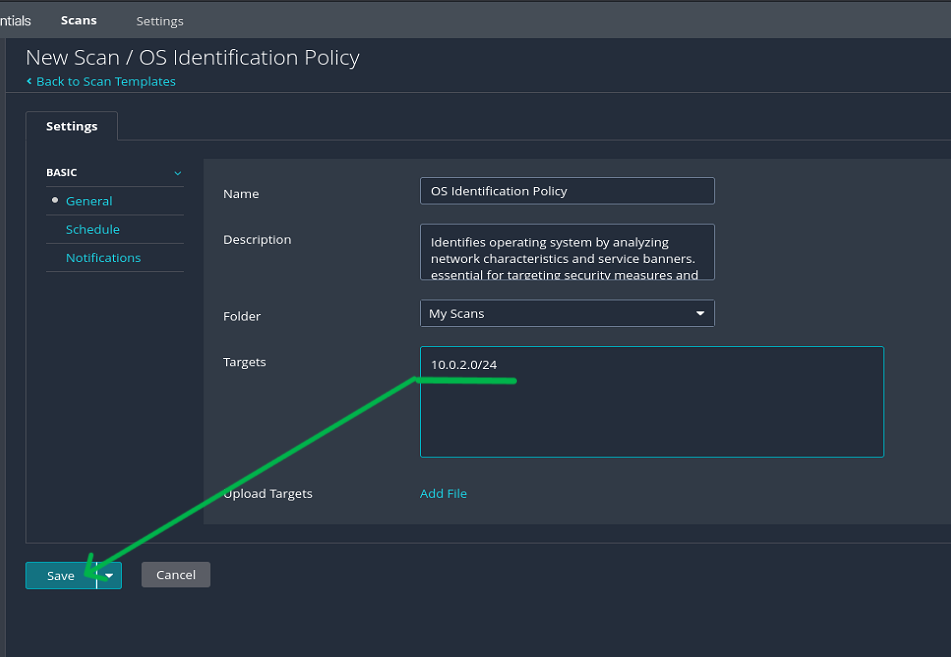 ntials Scans Settings
New Scan / OS Identification Policy
Back to Scan Templates
Settings
BASIC
General
Schedule
Notifications
Name
OS Identification Policy
Description
Identifies operating system by analyzing
network characteristics and service banners.
essential for targeting security measures and
Folder
My Scans
Targets
10.0.2.0/24
Upload Targets
Add File
Save
Cancel